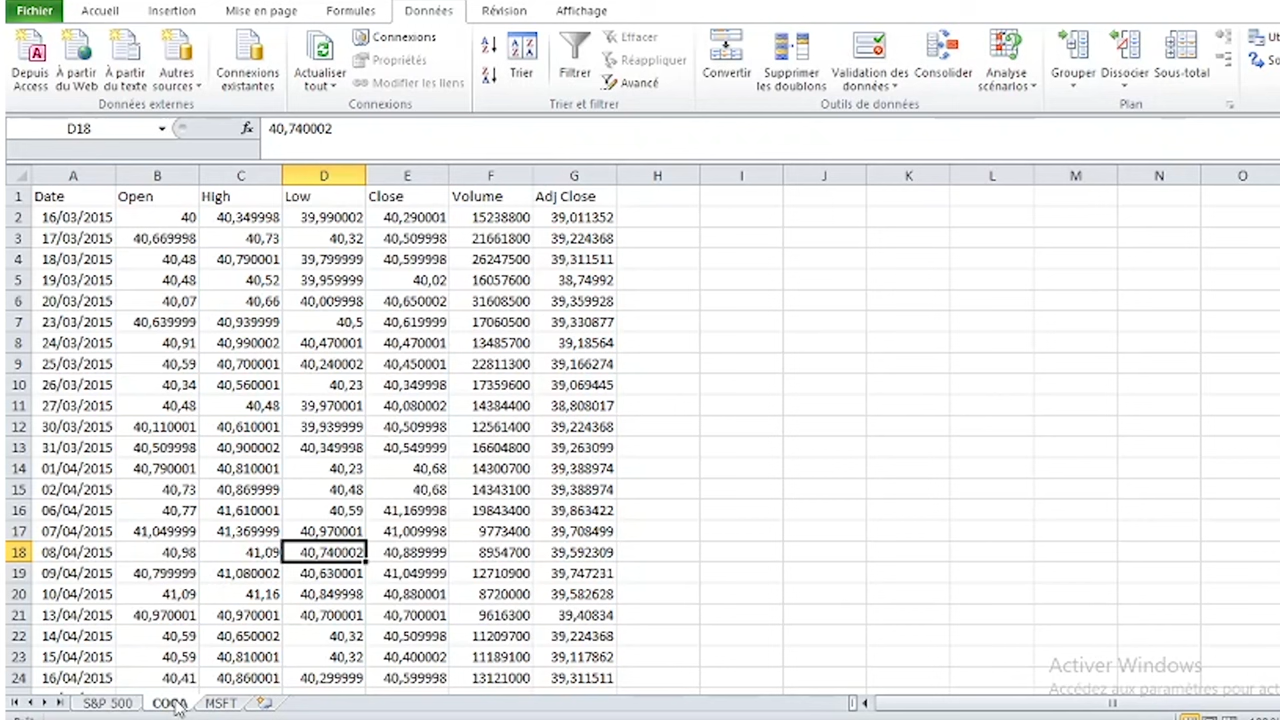 Fichier Accueil Insertion Mise en page Formules Données Révision Affichage
Depuis Access
À partir du Web
À partir du texte
Autres sources
Connexions existantes
Données externes
Actualiser tout
Connexions
Propriétés
Modifier les liens
Connexions
Trier
Filtrer
Effacer
Réappliquer
Avancé
Trier et filtrer
Convertir
Supprimer les doublons
Validation des données
Consolider
Analyse scénarios
Outils de données
Grouper
Dissocier
Sous-total
Plan
D18 fx 40,740002
A B C D E F G H I J K L M N O
1 Date Open High Low Close Volume Adj Close
2 16/03/2015 40 40,349998 39,990002 40,290001 15238800 39,011352
3 17/03/2015 40,669998 40,73 40,32 40,509998 21661800 39,224368
4 18/03/2015 40,48 40,790001 39,799999 40,599998 26247500 39,311511
5 19/03/2015 40,48 40,52 39,959999 40,02 16057600 38,74992
6 20/03/2015 40,07 40,66 40,009998 40,650002 31608500 39,359928
7 23/03/2015 40,639999 40,939999 40,5 40,619999 17060500 39,330877
8 24/03/2015 40,91 40,990002 40,470001 40,470001 13485700 39,18564
9 25/03/2015 40,59 40,700001 40,240002 40,450001 22811300 39,166274
10 26/03/2015 40,34 40,560001 40,23 40,349998 17359600 39,069445
11 27/03/2015 40,48 40,48 39,970001 40,080002 14384400 38,808017
12 30/03/2015 40,110001 40,610001 39,939999 40,509998 12561400 39,224368
13 31/03/2015 40,509998 40,900002 40,349998 40,549999 16604800 39,263099
14 01/04/2015 40,790001 40,810001 40,23 40,68 14300700 39,388974
15 02/04/2015 40,73 40,869999 40,48 40,68 14343100 39,388974
16 06/04/2015 40,77 41,610001 40,59 41,169998 19843400 39,863422
17 07/04/2015 41,049999 41,369999 40,970001 41,009998 9773400 39,708499
18 08/04/2015 40,98 41,09 40,740002 40,889999 8954700 39,592309
19 09/04/2015 40,799999 41,080002 40,630001 41,049999 12710900 39,747231
20 10/04/2015 41,09 41,16 40,849998 40,880001 8720000 39,582628
21 13/04/2015 40,970001 40,970001 40,700001 40,700001 9616300 39,40834
22 14/04/2015 40,59 40,650002 40,32 40,509998 11209700 39,224368
23 15/04/2015 40,59 40,810001 40,32 40,400002 11189100 39,117862
24 16/04/2015 40,41 40,860001 40,299999 40,599998 13121000 39,311511
Activer Windows
Accédez aux paramètres pour
S&P 500 COCA MSFT